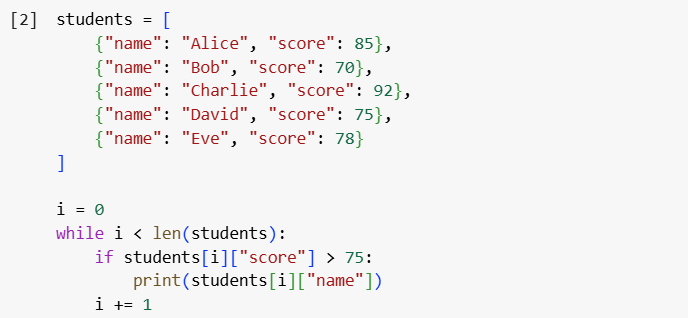 [2] students = [
    {"name": "Alice", "score": 85},
    {"name": "Bob", "score": 70},
    {"name": "Charlie", "score": 92},
    {"name": "David", "score": 75},
    {"name": "Eve", "score": 78}
]

i = 0
while i < len(students):
    if students[i]["score"] > 75:
        print(students[i]["name"])
    i += 1